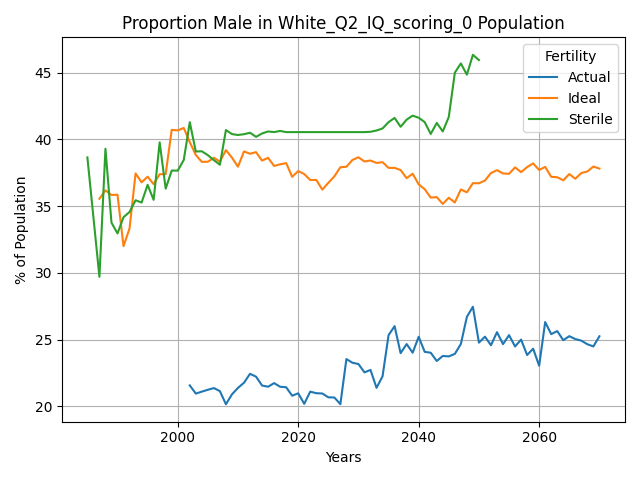 Proportion Male in White_Q2_IQ_scoring_0 Population
% of Population
45
40
35
30
25
20
Fertility
Actual
Ideal
Sterile
2000
2020
2040
2060
Years